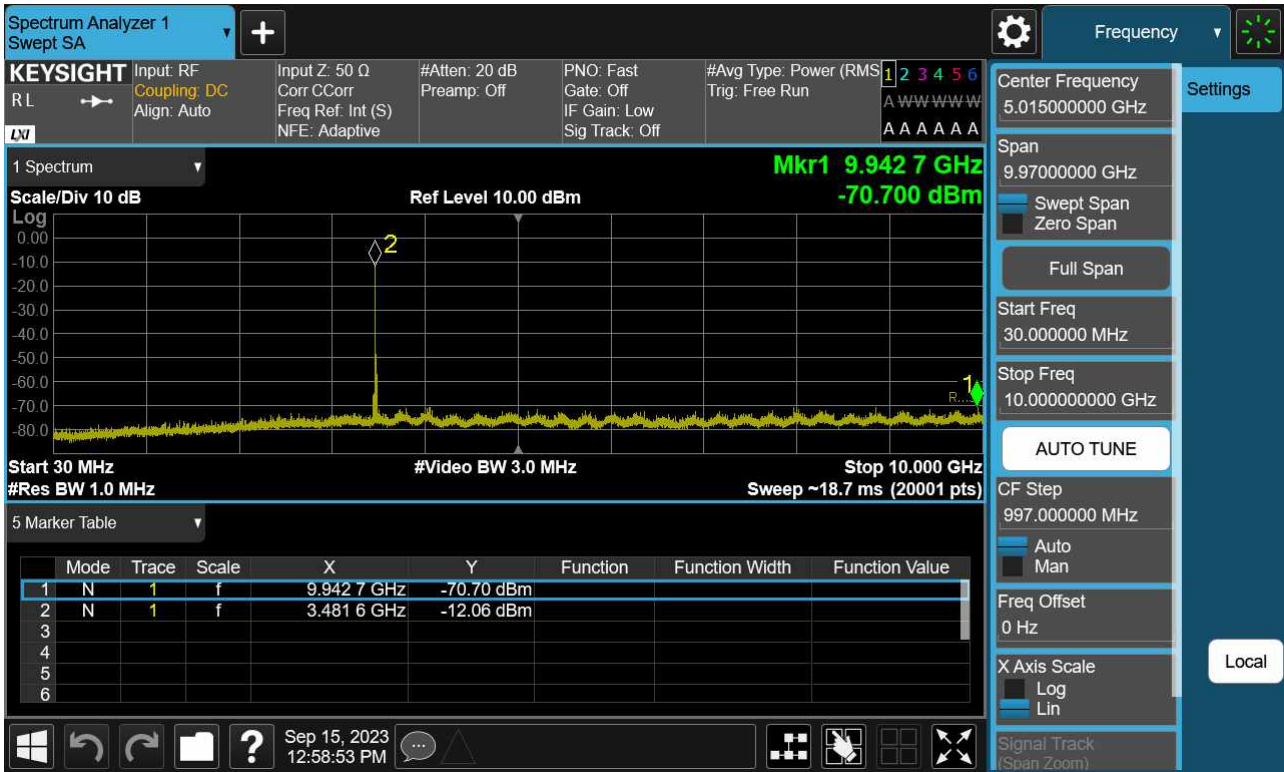 Spectrum Analyzer 1
Swept SA
Frequency
KEYSIGHT
R L
LXI
Input: RF
Coupling: DC
Align: Auto
Input Z: 50 Ω
Corr CCorr
Freq Ref: Int (S)
NFE: Adaptive
#Atten: 20 dB
Preamp: Off
PNO: Fast
Gate: Off
IF Gain: Low
Sig Track: Off
#Avg Type: Power (RMS
Trig: Free Run
1 2 3 4 5 6
A W W W W W
A A A A A A
1 Spectrum
Mkr1 9.942 7 GHz
-70.700 dBm
Scale/Div 10 dB
Ref Level 10.00 dBm
Log
0.00
-10.0
-20.0
-30.0
-40.0
-50.0
-60.0
-70.0
-80.0
2
1
R...
Start 30 MHz
#Video BW 3.0 MHz
Stop 10.000 GHz
#Res BW 1.0 MHz
Sweep ~18.7 ms (20001 pts)
5 Marker Table
Mode Trace Scale X Y Function Function Width Function Value
1 N 1 f 9.942 7 GHz -70.70 dBm
2 N 1 f 3.481 6 GHz -12.06 dBm
3
4
5
6
Sep 15, 2023
12:58:53 PM
Center Frequency
5.015000000 GHz
Settings
Span
9.97000000 GHz
Swept Span
Zero Span
Full Span
Start Freq
30.000000 MHz
Stop Freq
10.000000000 GHz
AUTO TUNE
CF Step
997.000000 MHz
Auto
Man
Freq Offset
0 Hz
X Axis Scale
Log
Lin
Local
Signal Track
(Span Zoom)